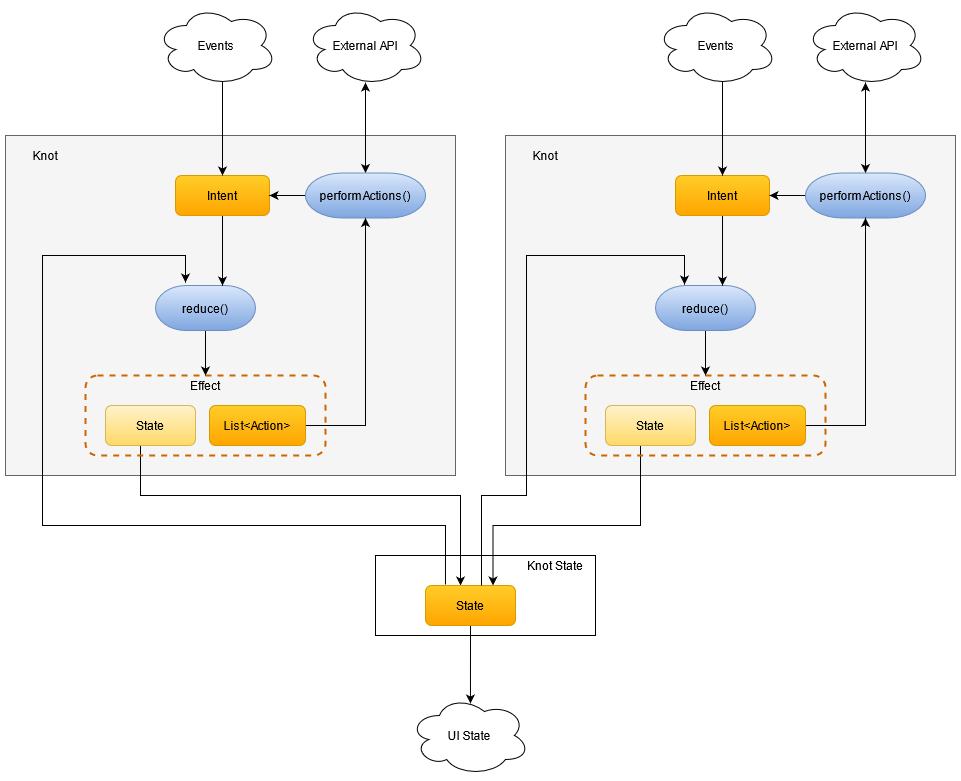 Events
External API
Events
External API
Knot
Knot
Intent
performActions()
Intent
performActions()
reduce()
reduce()
Effect
Effect
State
List<Action>
State
List<Action>
Knot State
State
UI State